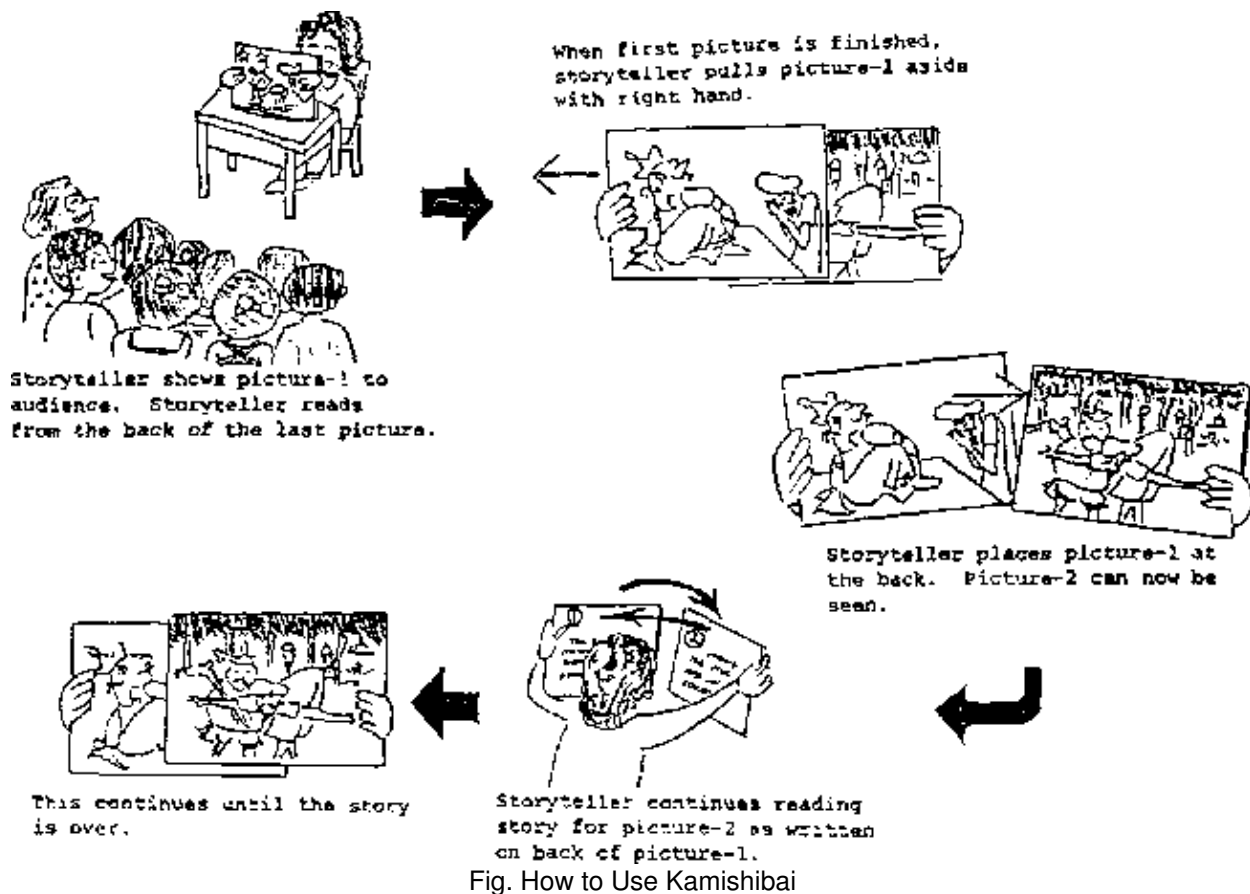 When first picture is finished,
storyteller pulls picture-1 aside
with right hand.
Storyteller shows picture-1 to
audience. Storyteller reads
from the back of the last picture.
Storyteller places picture-1 at
the back. Picture-2 can now be
seen.
Storyteller continues reading
story for picture-2 as written
on back of picture-1.
This continues until the story
is over.
Fig. How to Use Kamishibai